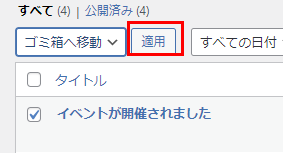 すべて (4) | 公開済み (4)
ゴミ箱へ移動 適用 すべての日付
タイトル
イベントが開催されました